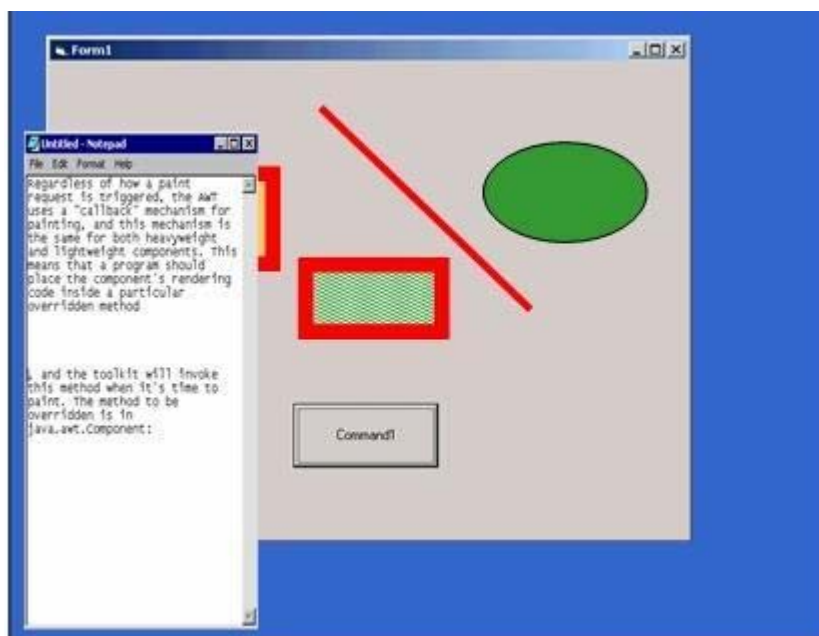 Form1
Untitled - Notepad
File Edit Format Help
Regardless of how a paint
request is triggered, the AWT
uses a "callback" mechanism for
painting, and this mechanism is
the same for both heavyweight
and lightweight components. This
means that a program should
place the component's rendering
code inside a particular
overridden method
, and the toolkit will invoke
this method when it's time to
paint. The method to be
overridden is in
java.awt.Component:
Command1